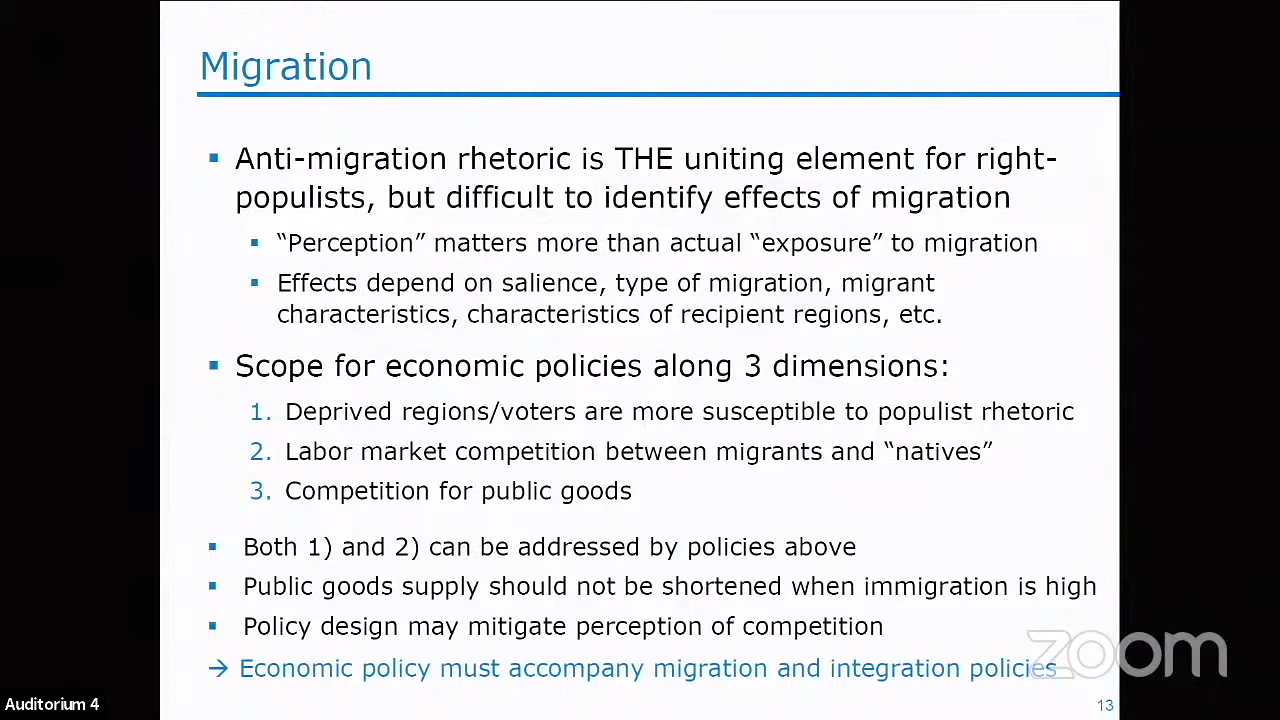 Migration
▪ Anti-migration rhetoric is THE uniting element for right-
populists, but difficult to identify effects of migration
▪ “Perception” matters more than actual “exposure” to migration
▪ Effects depend on salience, type of migration, migrant
characteristics, characteristics of recipient regions, etc.
▪ Scope for economic policies along 3 dimensions:
1. Deprived regions/voters are more susceptible to populist rhetoric
2. Labor market competition between migrants and “natives”
3. Competition for public goods
▪ Both 1) and 2) can be addressed by policies above
▪ Public goods supply should not be shortened when immigration is high
▪ Policy design may mitigate perception of competition
→ Economic policy must accompany migration and integration policies
zoom
Auditorium 4
13